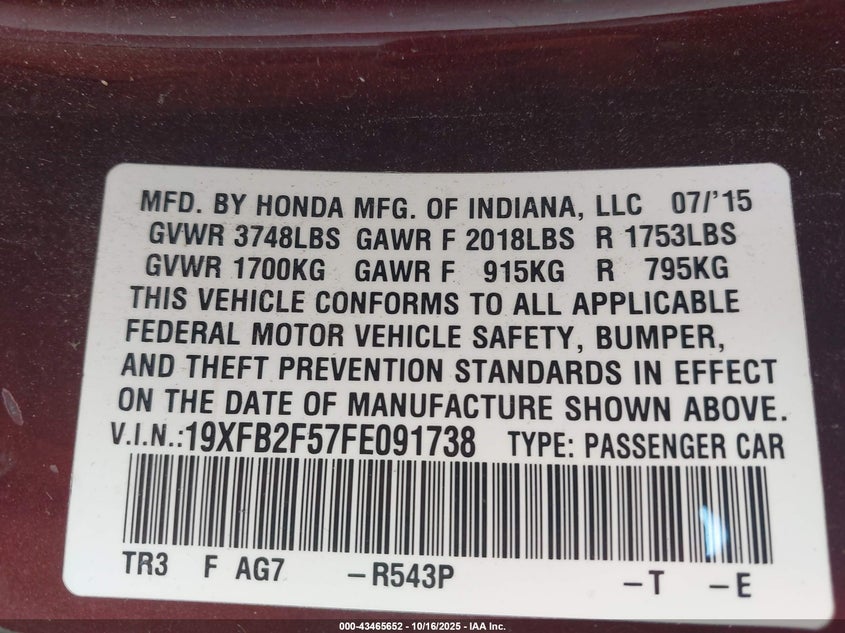 MFD. BY HONDA MFG. OF INDIANA, LLC 07/'15
GVWR 3748LBS GAWR F 2018LBS R 1753LBS
GVWR 1700KG GAWR F 915KG R 795KG
THIS VEHICLE CONFORMS TO ALL APPLICABLE
FEDERAL MOTOR VEHICLE SAFETY, BUMPER,
AND THEFT PREVENTION STANDARDS IN EFFECT
ON THE DATE OF MANUFACTURE SHOWN ABOVE.
V.I.N.:19XFB2F57FE091738 TYPE: PASSENGER CAR
TR3 F AG7 -R543P -T -E
000-43465652 - 10/16/2025 - IAA Inc.